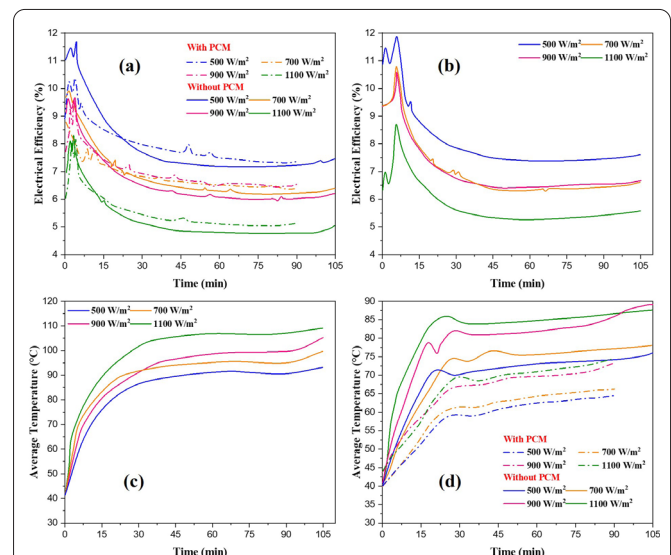 12
11
10
9
8
7
6
5
4
Electrical Efficiency (%)
(a)
With PCM
500 W/m² 700 W/m²
900 W/m² 1100 W/m²
Without PCM
500 W/m² 700 W/m²
900 W/m² 1100 W/m²
0 15 30 45 60 75 90 105
Time (min)
12
11
10
9
8
7
6
5
4
Electrical Efficiency (%)
(b)
500 W/m² 700 W/m²
900 W/m² 1100 W/m²
0 15 30 45 60 75 90 105
Time (min)
120
110
100
90
80
70
60
50
40
30
Average Temperature (°C)
500 W/m² 700 W/m²
900 W/m² 1100 W/m²
(c)
0 15 30 45 60 75 90 105
Time (min)
90
85
80
75
70
65
60
55
50
45
40
35
30
Average Temperature (°C)
With PCM
500 W/m² 700 W/m²
900 W/m² 1100 W/m²
Without PCM
500 W/m² 700 W/m²
900 W/m² 1100 W/m²
(d)
0 15 30 45 60 75 90 105
Time (min)